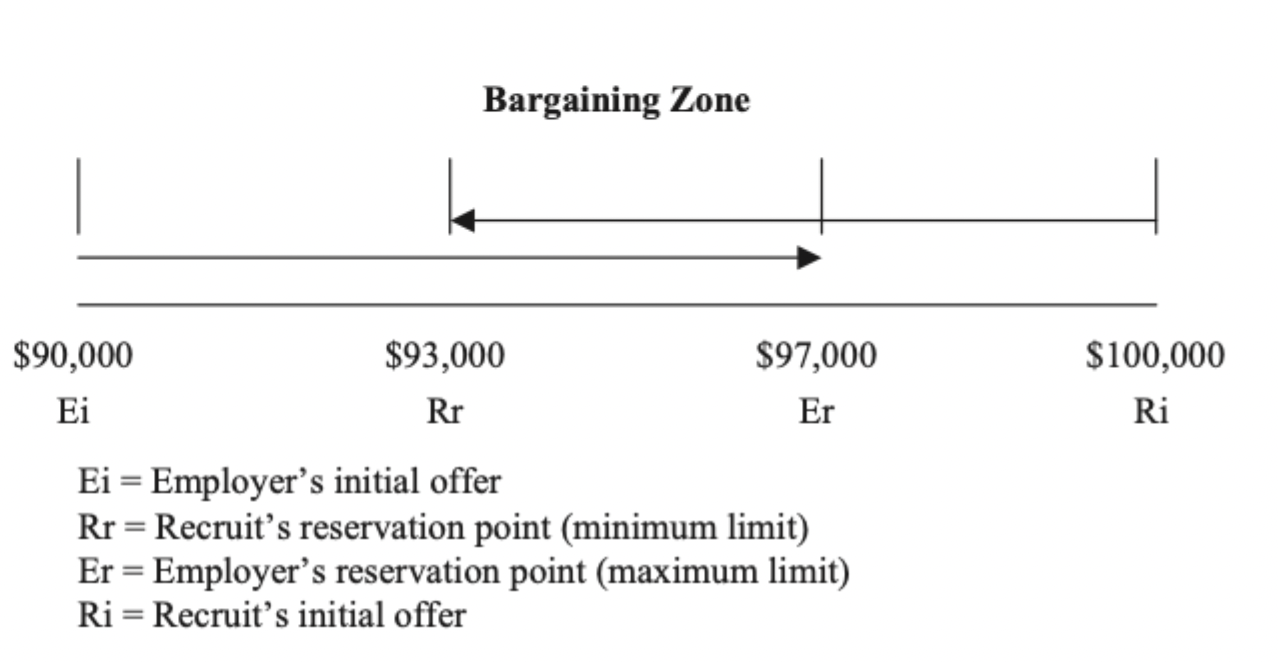 Bargaining Zone
$90,000 $93,000 $97,000 $100,000
Ei Rr Er Ri
Ei = Employer’s initial offer
Rr = Recruit’s reservation point (minimum limit)
Er = Employer’s reservation point (maximum limit)
Ri = Recruit’s initial offer